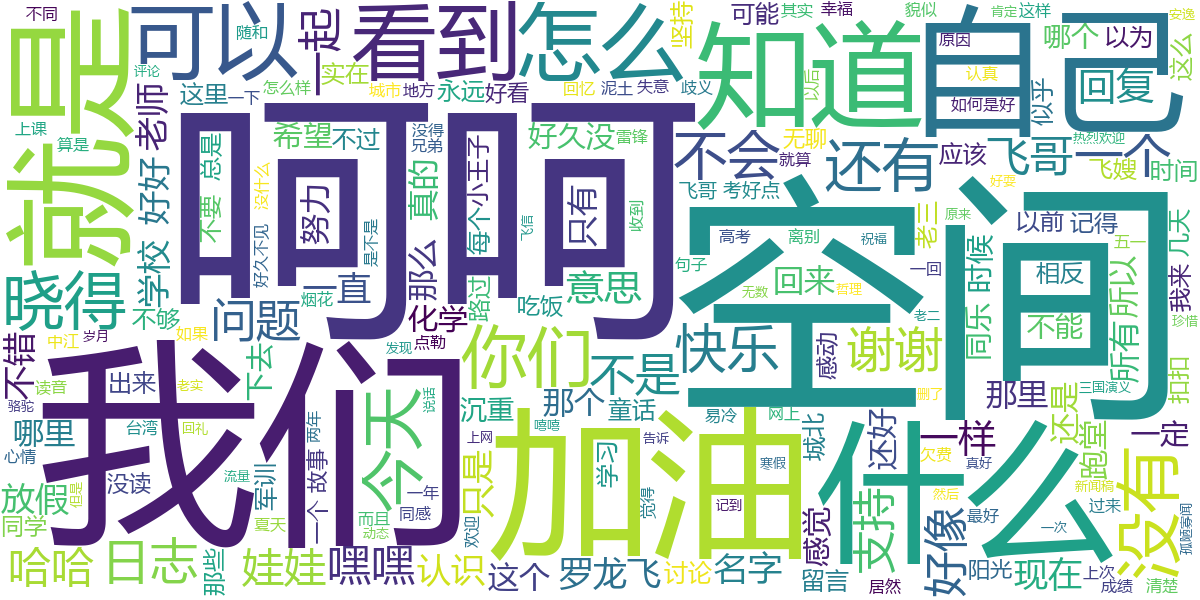 呵呵
空间
我们
自己
就是
加油
什么
知道
可以
看到
怎么
一起
不同
随和
评论
上课
算是
实在
这里
一下
怎么样
城市
地方
永远
好看
回忆
泥土
失意
歧义
坚持
可能
其实
幸福
貌似
肯定
这样
原因
哪个
以为
这么
安逸
以后
认真
如何是好
似乎
回复
热烈欢迎
老师
希望
不过
没得
兄弟
好久没
雷锋
无聊
就算
不会
还有
应该
飞哥
一个
飞嫂
时间
好好
不要
总是
没什么
好久不见
是不是
努力
真的
每个
小王子
飞信
只有
收到
飞哥
考好点
高考
离别
祝福
句子
老三
一回
原来
好耍
以前
记得
五一
几天
我来
珍惜
晓得
学校
不够
问题
烟花
一直
那么
路过
吃饭
意思
回来
无数
哲理
老二
时候
同乐
相反
不能
所以
所有
扣扣
不错
中江
岁月
如果
化学
点勒
发现
你们
不是
快乐
感动
谢谢
那里
三国演义
删了
读音
出来
下去
老实
骆驼
台湾
回礼
今天
说话
沉重
那个
童话
易冷
网上
城北
还好
一样
欠费
还是
跑堂
一定
哪里
心情
没读
军训
故事
两年
一个
流量
上网
嘻嘻
学习
告诉
觉得
记到
寒假
真好
支持
没有
新闻稿
过来
孤陋寡闻
放假
但是
同学
夏天
而且
动态
一年
同感
欢迎
只是
感觉
好像
然后
最好
一次
哈哈
日志
那些
娃娃
嘿嘿
认识
这个
罗龙飞
讨论
名字
留言
居然
阳光
现在
上次
成绩
清楚